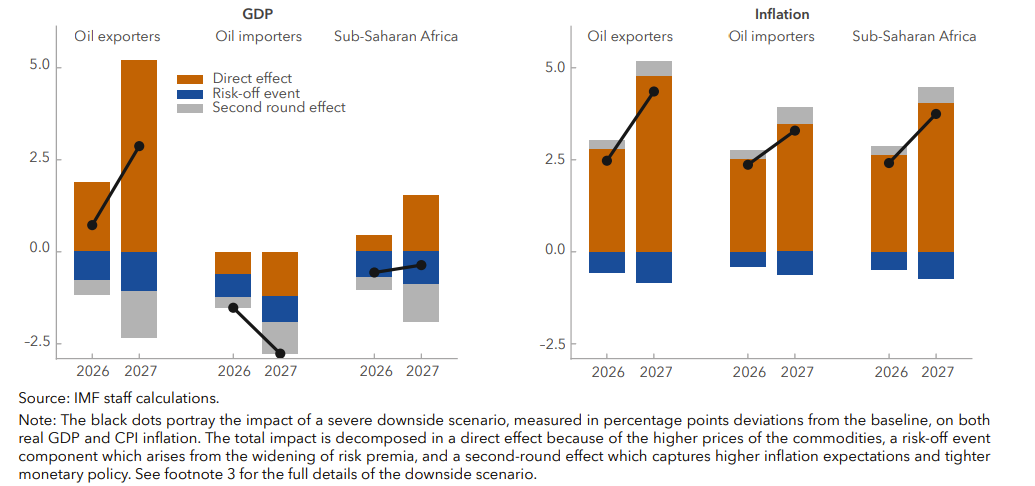 GDP
Inflation
Oil exporters
Oil importers
Sub-Saharan Africa
Oil exporters
Oil importers
Sub-Saharan Africa
5.0
2.5
0.0
–2.5
Direct effect
Risk-off event
Second round effect
5.0
2.5
0.0
–2.5
2026 2027
2026 2027
2026 2027
2026 2027
2026 2027
2026 2027
Source: IMF staff calculations.
Note: The black dots portray the impact of a severe downside scenario, measured in percentage points deviations from the baseline, on both
real GDP and CPI inflation. The total impact is decomposed in a direct effect because of the higher prices of the commodities, a risk-off event
component which arises from the widening of risk premia, and a second-round effect which captures higher inflation expectations and tighter
monetary policy. See footnote 3 for the full details of the downside scenario.